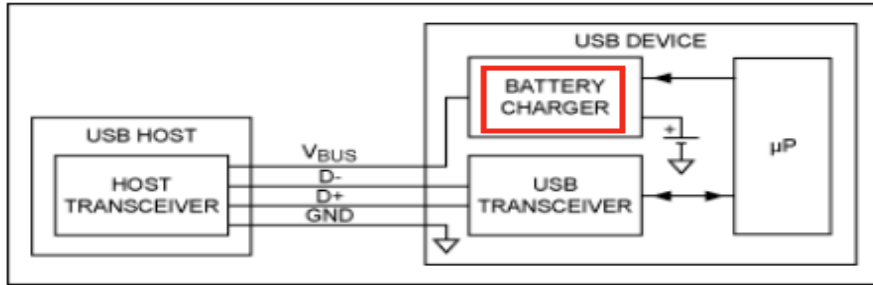 USB DEVICE
BATTERY
CHARGER
+
µP
USB HOST
VBUS
D-
D+
GND
HOST
TRANSCEIVER
USB
TRANSCEIVER